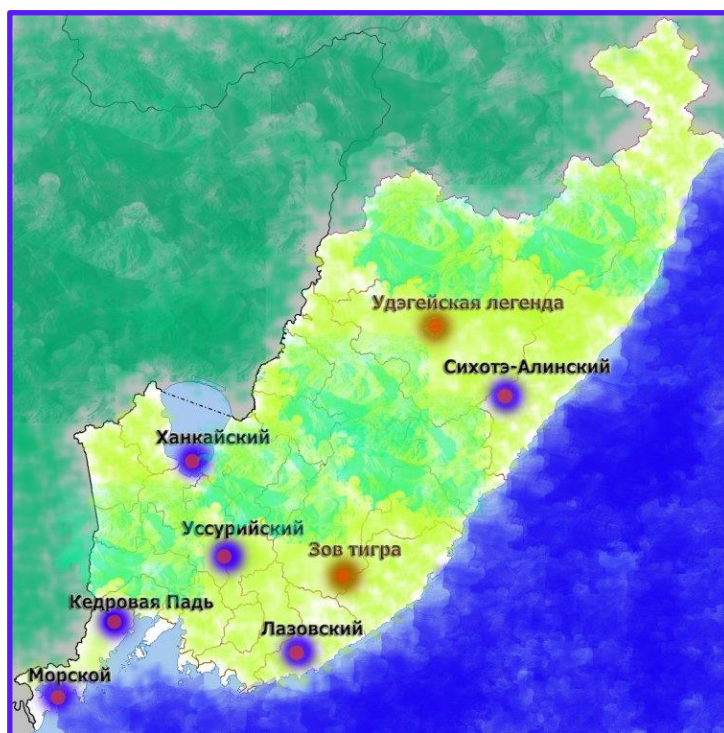 Удэгейская легенда
Сихотэ-Алинский
Ханкайский
Уссурийский
Зов тигра
Кедровая Падь
Лазовский
Морской